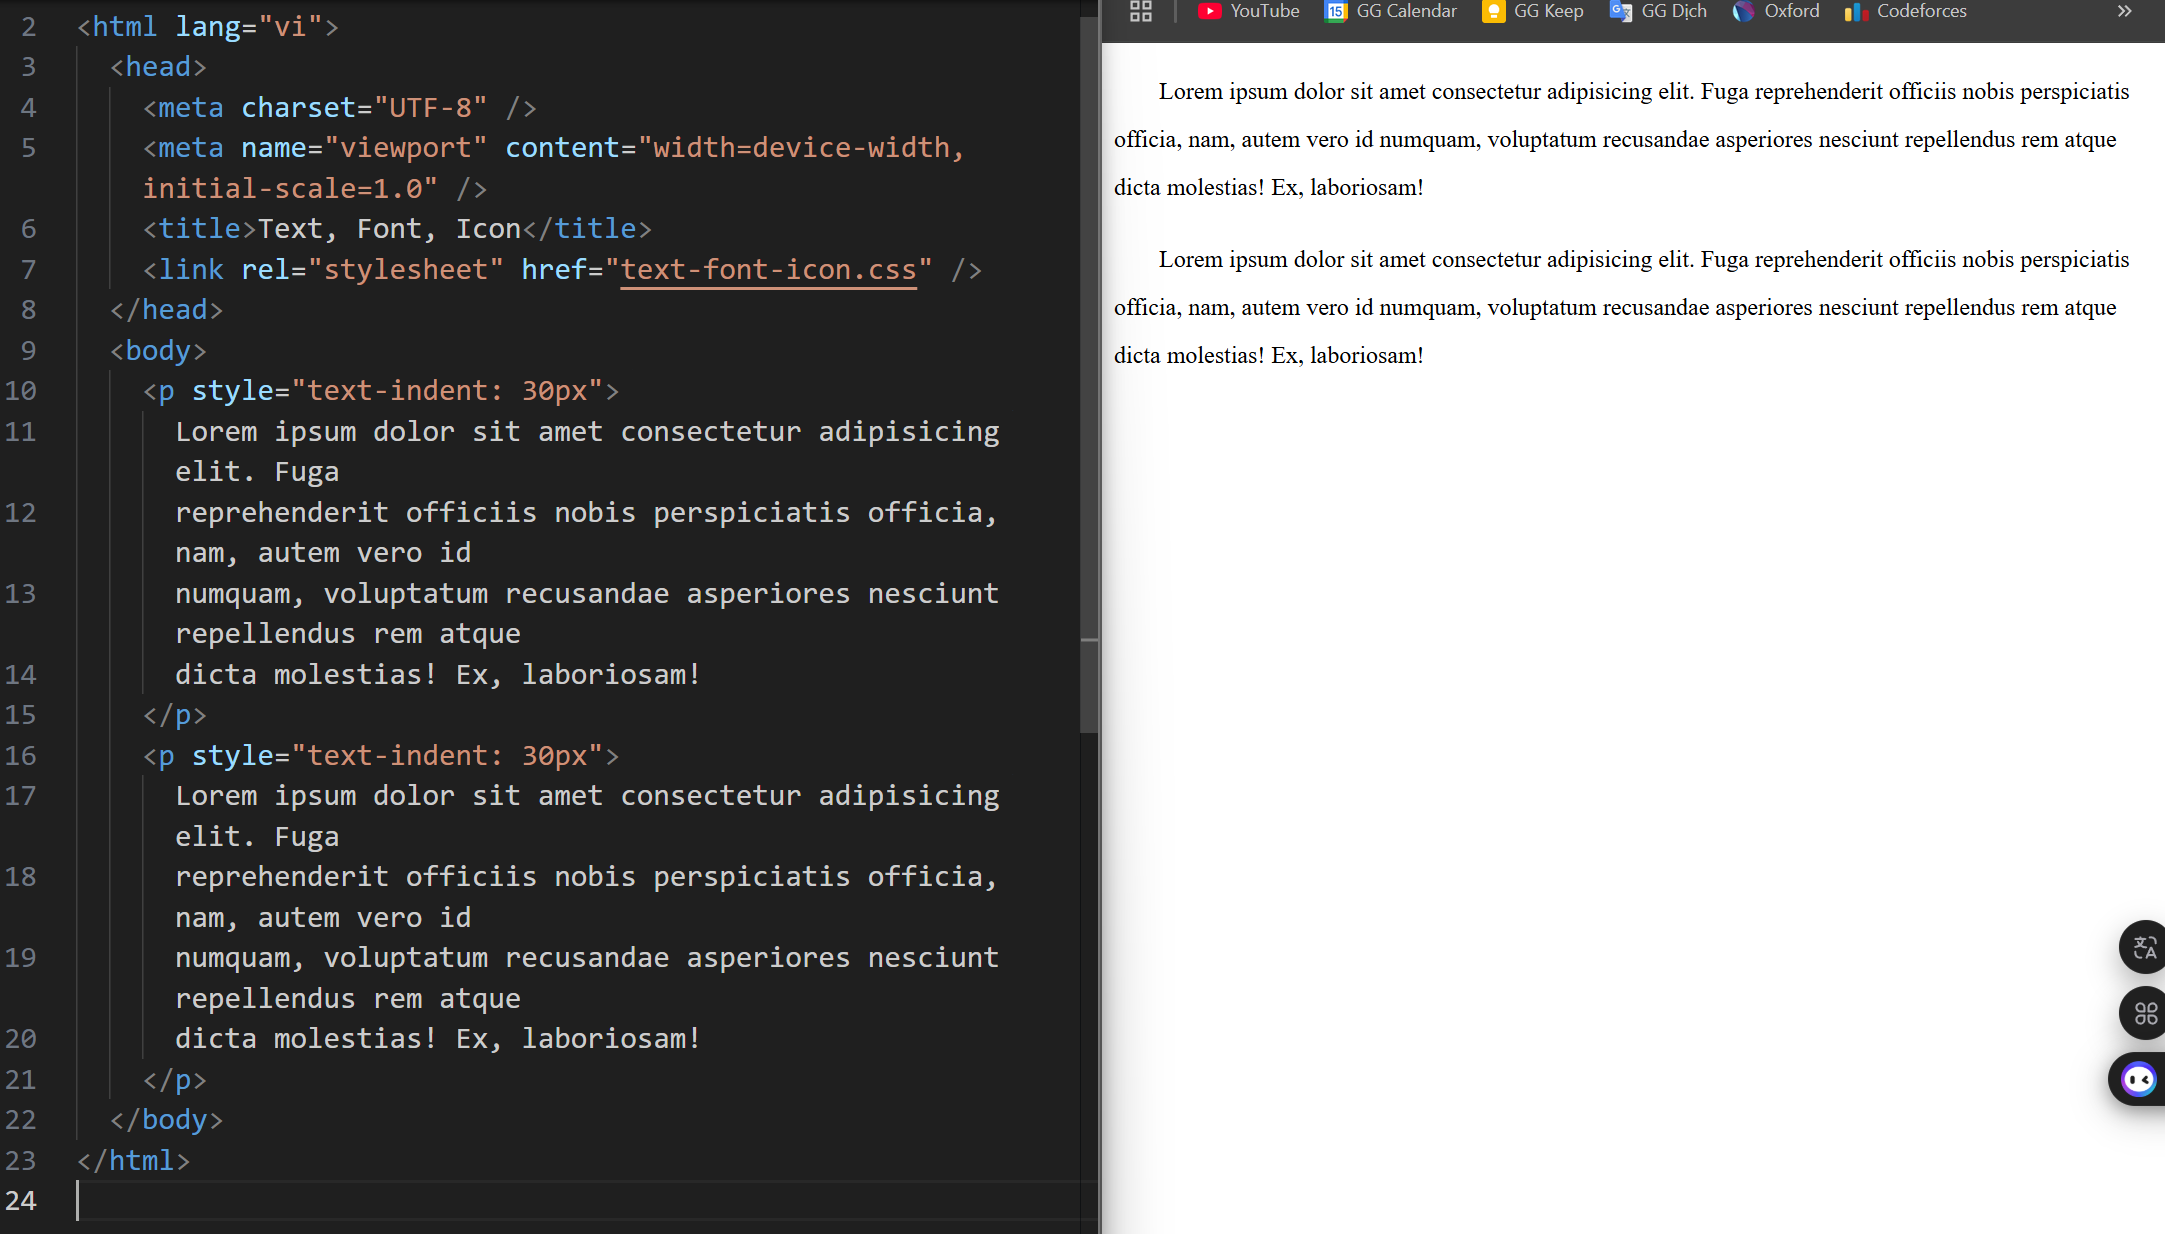 2 <html lang="vi">
3 <head>
4 <meta charset="UTF-8" />
5 <meta name="viewport" content="width=device-width,
initial-scale=1.0" />
6 <title>Text, Font, Icon</title>
7 <link rel="stylesheet" href="text-font-icon.css" />
8 </head>
9 <body>
10 <p style="text-indent: 30px">
11 Lorem ipsum dolor sit amet consectetur adipisicing
elit. Fuga
12 reprehenderit officiis nobis perspiciatis officia,
nam, autem vero id
13 numquam, voluptatum recusandae asperiores nesciunt
repellendus rem atque
14 dicta molestias! Ex, laboriosam!
15 </p>
16 <p style="text-indent: 30px">
17 Lorem ipsum dolor sit amet consectetur adipisicing
elit. Fuga
18 reprehenderit officiis nobis perspiciatis officia,
nam, autem vero id
19 numquam, voluptatum recusandae asperiores nesciunt
repellendus rem atque
20 dicta molestias! Ex, laboriosam!
21 </p>
22 </body>
23 </html>
24
YouTube 15 GG Calendar GG Keep GG Dịch Oxford Codeforces »
Lorem ipsum dolor sit amet consectetur adipisicing elit. Fuga reprehenderit officiis nobis perspiciatis
officia, nam, autem vero id numquam, voluptatum recusandae asperiores nesciunt repellendus rem atque
dicta molestias! Ex, laboriosam!
Lorem ipsum dolor sit amet consectetur adipisicing elit. Fuga reprehenderit officiis nobis perspiciatis
officia, nam, autem vero id numquam, voluptatum recusandae asperiores nesciunt repellendus rem atque
dicta molestias! Ex, laboriosam!